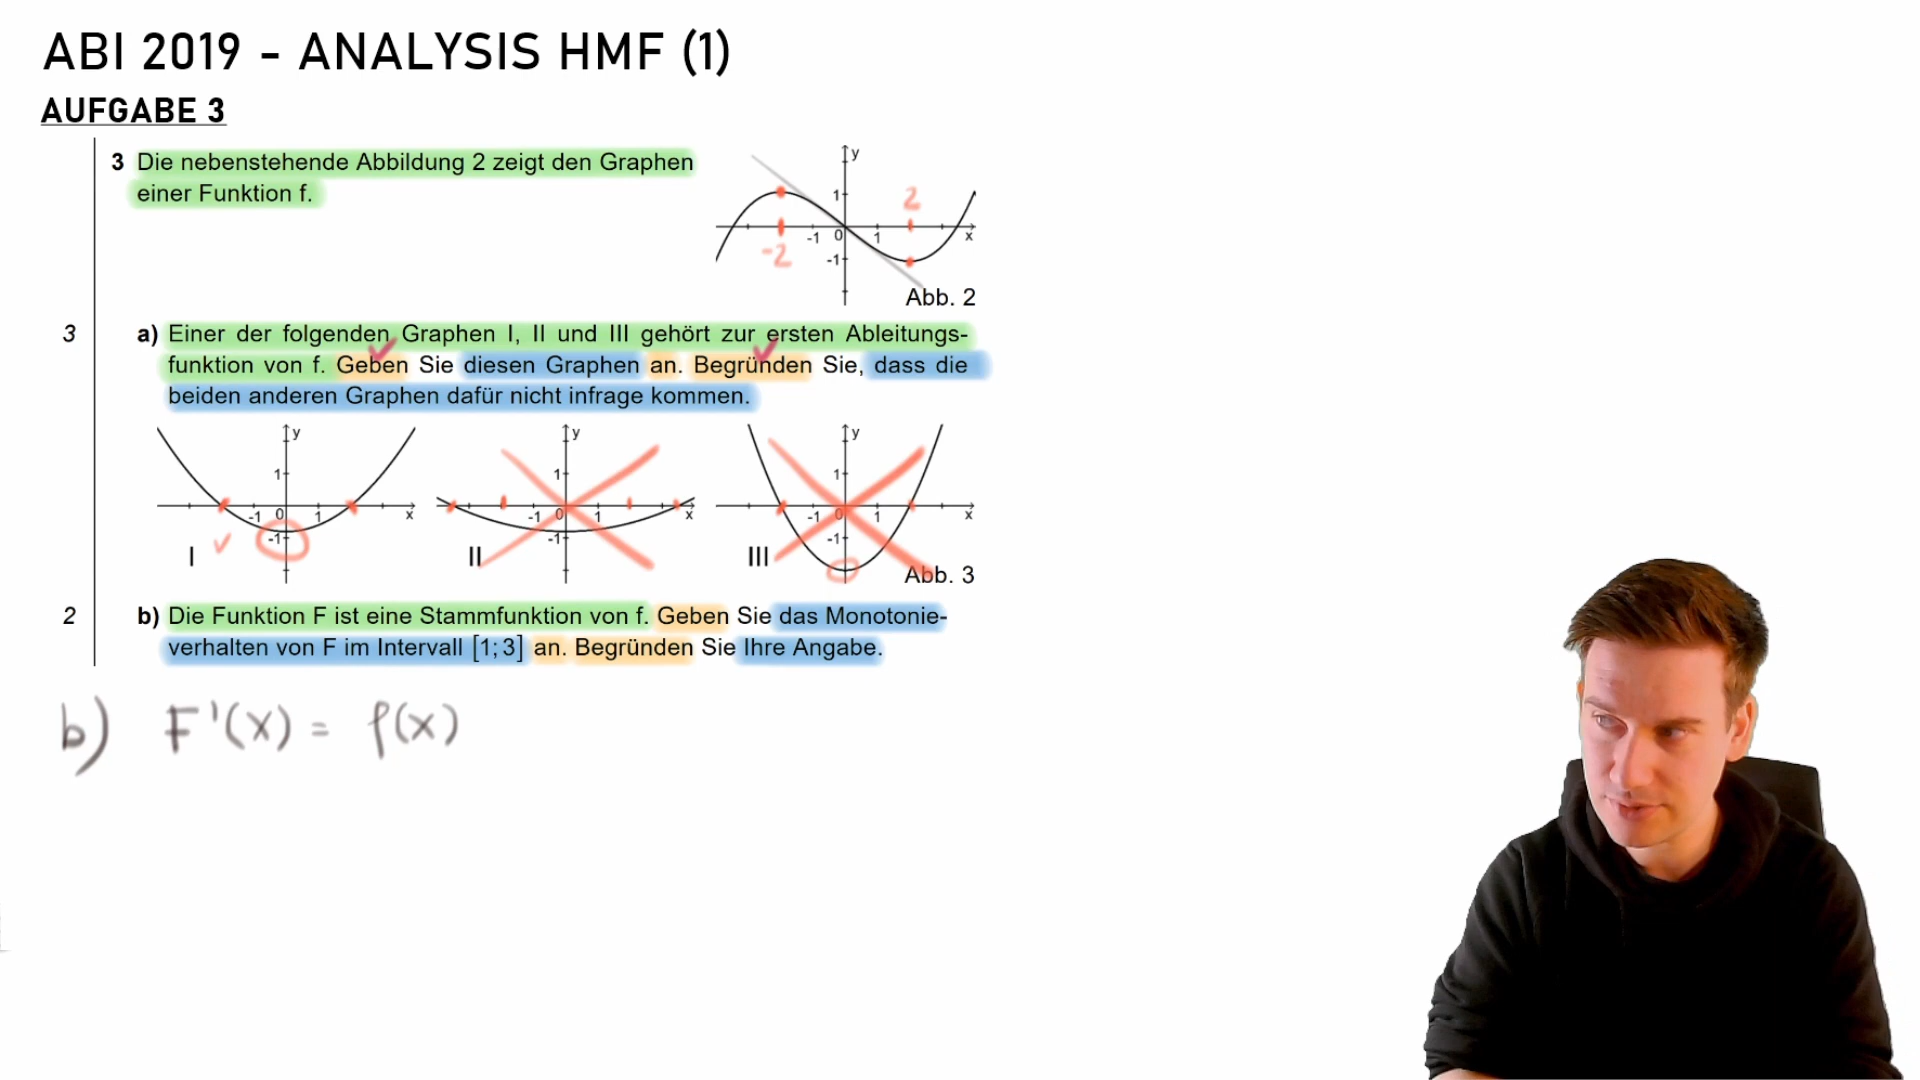 ABI 2019 - ANALYSIS HMF (1)
AUFGABE 3
3 Die nebenstehende Abbildung 2 zeigt den Graphen
einer Funktion f.
y
1
2
-1 0 1 x
-2
-1
Abb. 2
3 a) Einer der folgenden Graphen I, II und III gehört zur ersten Ableitungs-
funktion von f. Geben Sie diesen Graphen an. Begründen Sie, dass die
beiden anderen Graphen dafür nicht infrage kommen.
y y y
1 1 1
-1 0 1 x -1 0 1 x -1 0 1 x
-1 -1 -1
I II III Abb. 3
2 b) Die Funktion F ist eine Stammfunktion von f. Geben Sie das Monotonie-
verhalten von F im Intervall [1;3] an. Begründen Sie Ihre Angabe.
b) F'(x) = f(x)